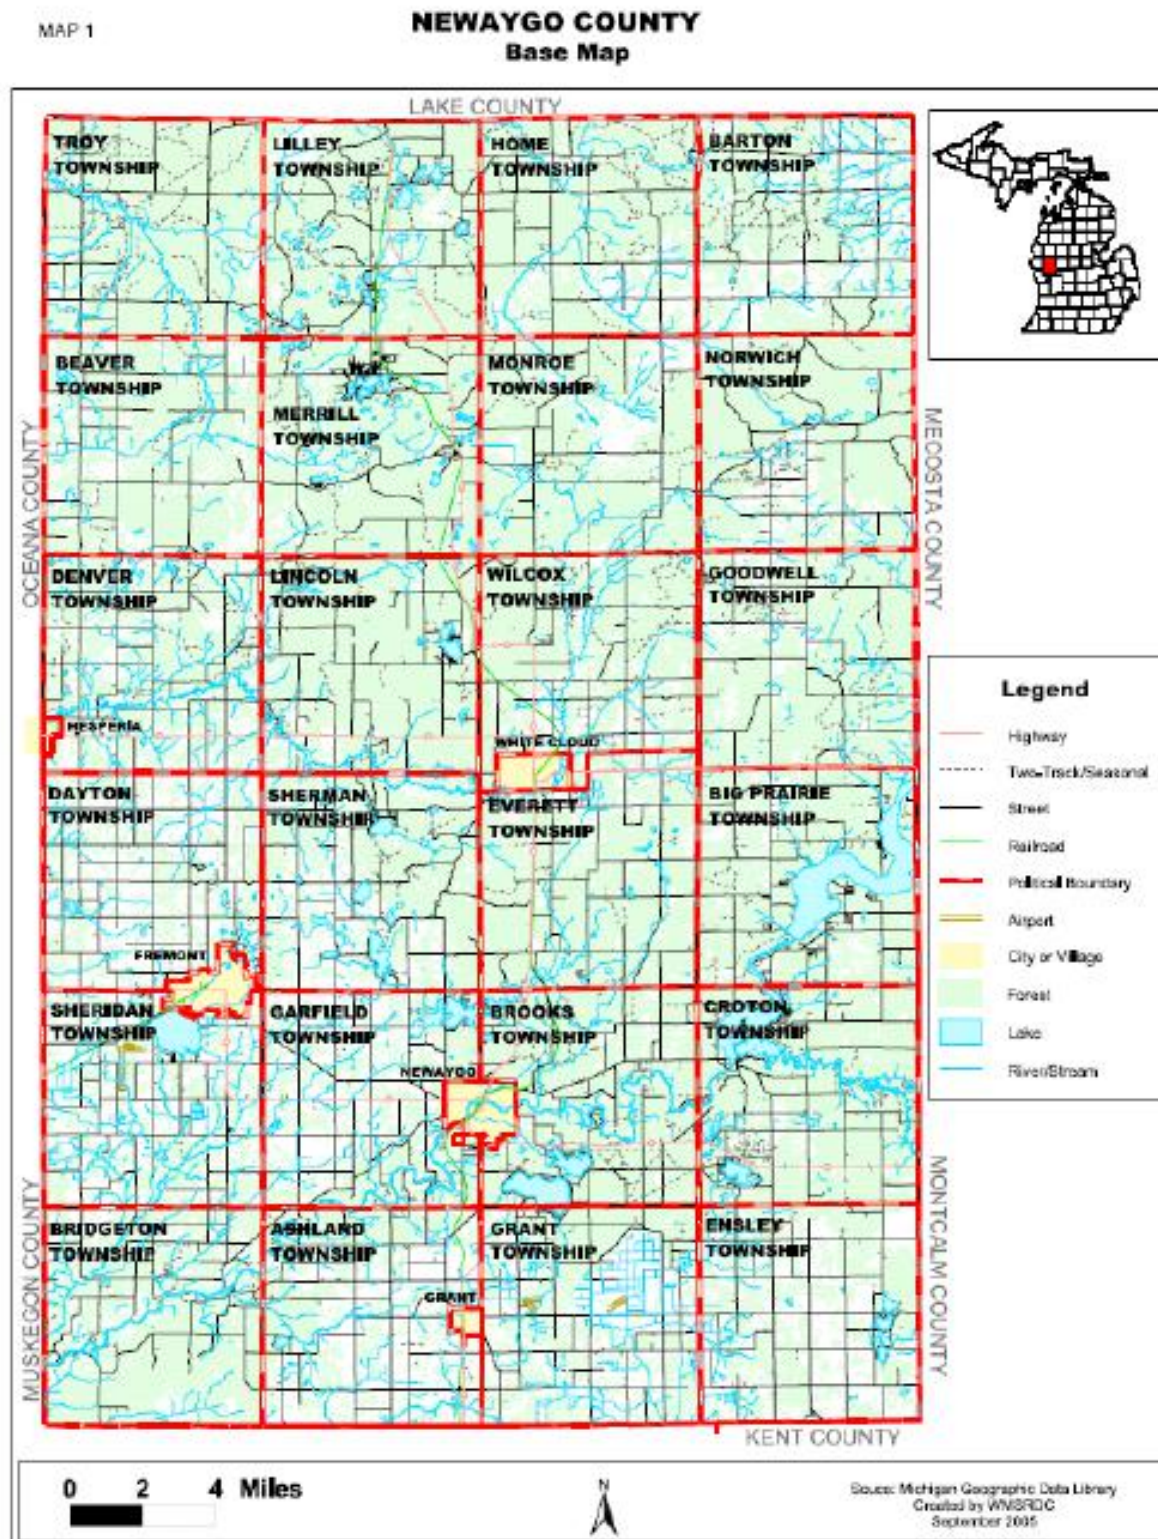 MAP 1
NEWAYGO COUNTY
Base Map
LAKE COUNTY
TROY
TOWNSHIP
LILLEY
TOWNSHIP
HOME
TOWNSHIP
BARTON
TOWNSHIP
BEAVER
TOWNSHIP
MERRILL
TOWNSHIP
MONROE
TOWNSHIP
NORWICH
TOWNSHIP
OCEANA COUNTY
MECOSTA COUNTY
DENVER
TOWNSHIP
LINCOLN
TOWNSHIP
WILCOX
TOWNSHIP
GOODWELL
TOWNSHIP
HESPERIA
WHITE CLOUD
DAYTON
TOWNSHIP
SHERMAN
TOWNSHIP
EVERETT
TOWNSHIP
BIG PRAIRIE
TOWNSHIP
FREMONT
SHERIDAN
TOWNSHIP
GARFIELD
TOWNSHIP
BROOKS
TOWNSHIP
CROTON
TOWNSHIP
NEWAYGO
MUSKEGON COUNTY
MONTCALM COUNTY
BRIDGETON
TOWNSHIP
ASHLAND
TOWNSHIP
GRANT
TOWNSHIP
ENSLEY
TOWNSHIP
GRANT
KENT COUNTY
Legend
Highway
Two-Track/Seasonal
Street
Railroad
Political Boundary
Airport
City or Village
Forest
Lake
River/Stream
0 2 4 Miles
N
Souce: Michigan Geographic Data Library
Created by WMSRDC
September 2005